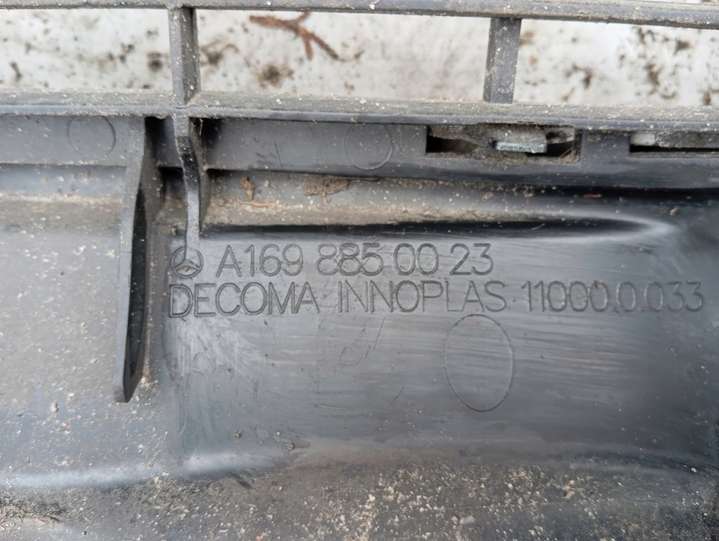 A169 885 00 23
DECOMA INNOPLAS 11000.0.033